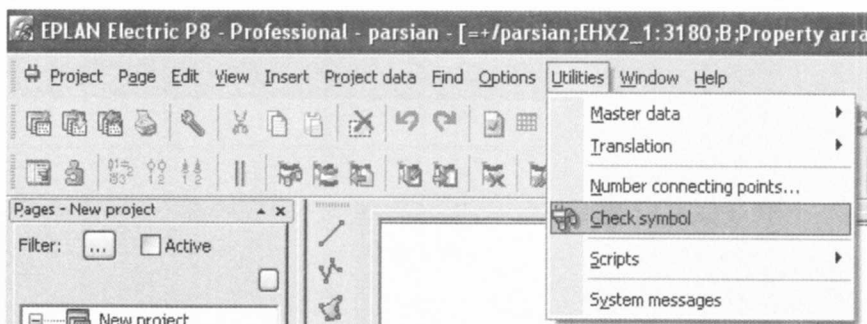 EPLAN Electric P8 - Professional - parsian - [=+/parsian;EHX2_1:3180;B;Property arra
Project Page Edit View Insert Project data Find Options Utilities Window Help
Master data
Translation
Number connecting points...
Check symbol
Scripts
System messages
Pages - New project
Filter: ... Active
New project